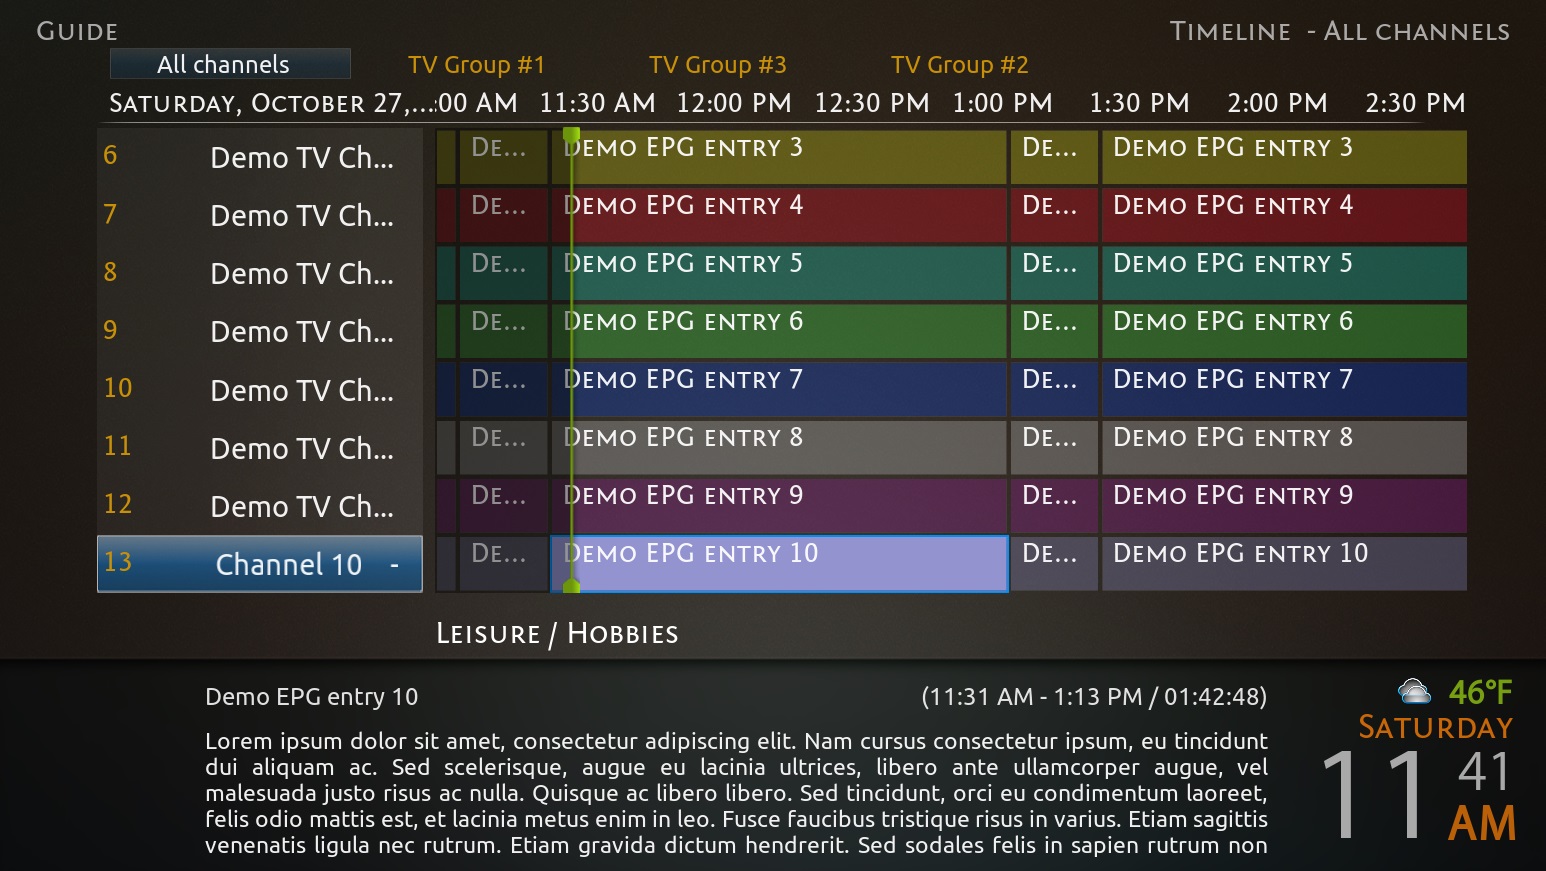 Guide
Timeline - All channels
All channels
TV Group #1
TV Group #3
TV Group #2
Saturday, October 27,...
:00 AM 11:30 AM 12:00 PM 12:30 PM 1:00 PM 1:30 PM 2:00 PM 2:30 PM
6 Demo TV Ch... De... Demo EPG entry 3 De... Demo EPG entry 3
7 Demo TV Ch... De... Demo EPG entry 4 De... Demo EPG entry 4
8 Demo TV Ch... De... Demo EPG entry 5 De... Demo EPG entry 5
9 Demo TV Ch... De... Demo EPG entry 6 De... Demo EPG entry 6
10 Demo TV Ch... De... Demo EPG entry 7 De... Demo EPG entry 7
11 Demo TV Ch... De... Demo EPG entry 8 De... Demo EPG entry 8
12 Demo TV Ch... De... Demo EPG entry 9 De... Demo EPG entry 9
13 Channel 10 - De... Demo EPG entry 10 De... Demo EPG entry 10
Leisure / Hobbies
Demo EPG entry 10
(11:31 AM - 1:13 PM / 01:42:48)
Lorem ipsum dolor sit amet, consectetur adipiscing elit. Nam cursus consectetur ipsum, eu tincidunt
dui aliquam ac. Sed scelerisque, augue eu lacinia ultrices, libero ante ullamcorper augue, vel
malesuada justo risus ac nulla. Quisque ac libero libero. Sed tincidunt, orci eu condimentum laoreet,
felis odio mattis est, et lacinia metus enim in leo. Fusce faucibus tristique risus in varius. Etiam sagittis
venenatis ligula nec rutrum. Etiam gravida dictum hendrerit. Sed sodales felis in sapien rutrum non
46°F
Saturday
11 41
AM